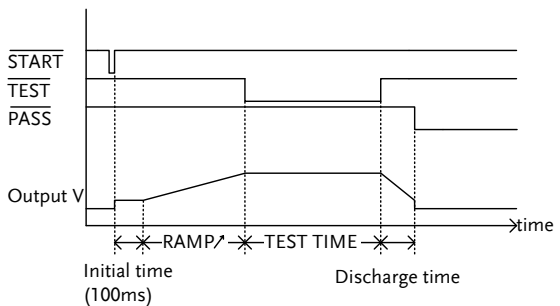 START
TEST
PASS
Output V
time
RAMP↗ TEST TIME
Initial time
(100ms)
Discharge time